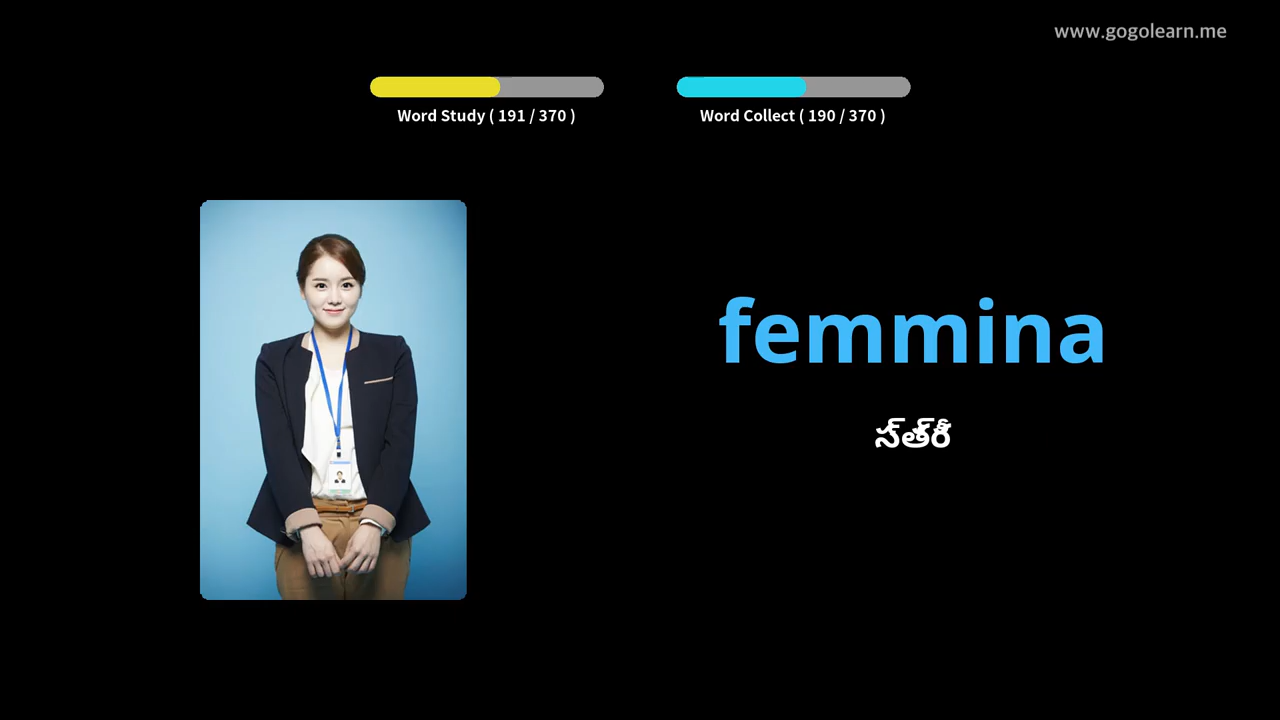 www.gogolearn.me
Word Study ( 191 / 370 )
Word Collect ( 190 / 370 )
femmina
స్త్రీ